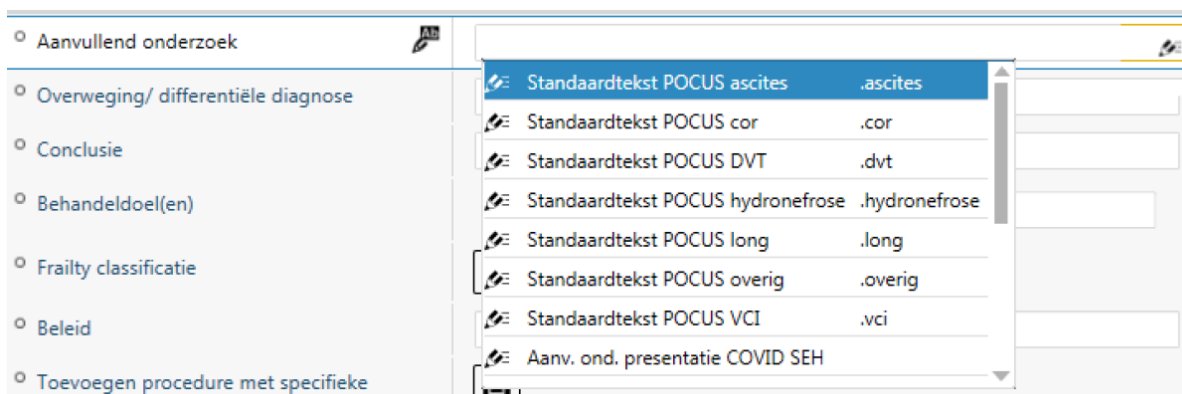 Aanvullend onderzoek
Ab
Standaardtekst POCUS ascites .ascites
Overweging/ differentiële diagnose
Standaardtekst POCUS cor .cor
Conclusie
Standaardtekst POCUS DVT .dvt
Behandeldoel(en)
Standaardtekst POCUS hydronefrose .hydronefrose
Standaardtekst POCUS long .long
Frailty classificatie
Standaardtekst POCUS overig .overig
Beleid
Standaardtekst POCUS VCI .vci
Aanv. ond. presentatie COVID SEH
Toevoegen procedure met specifieke